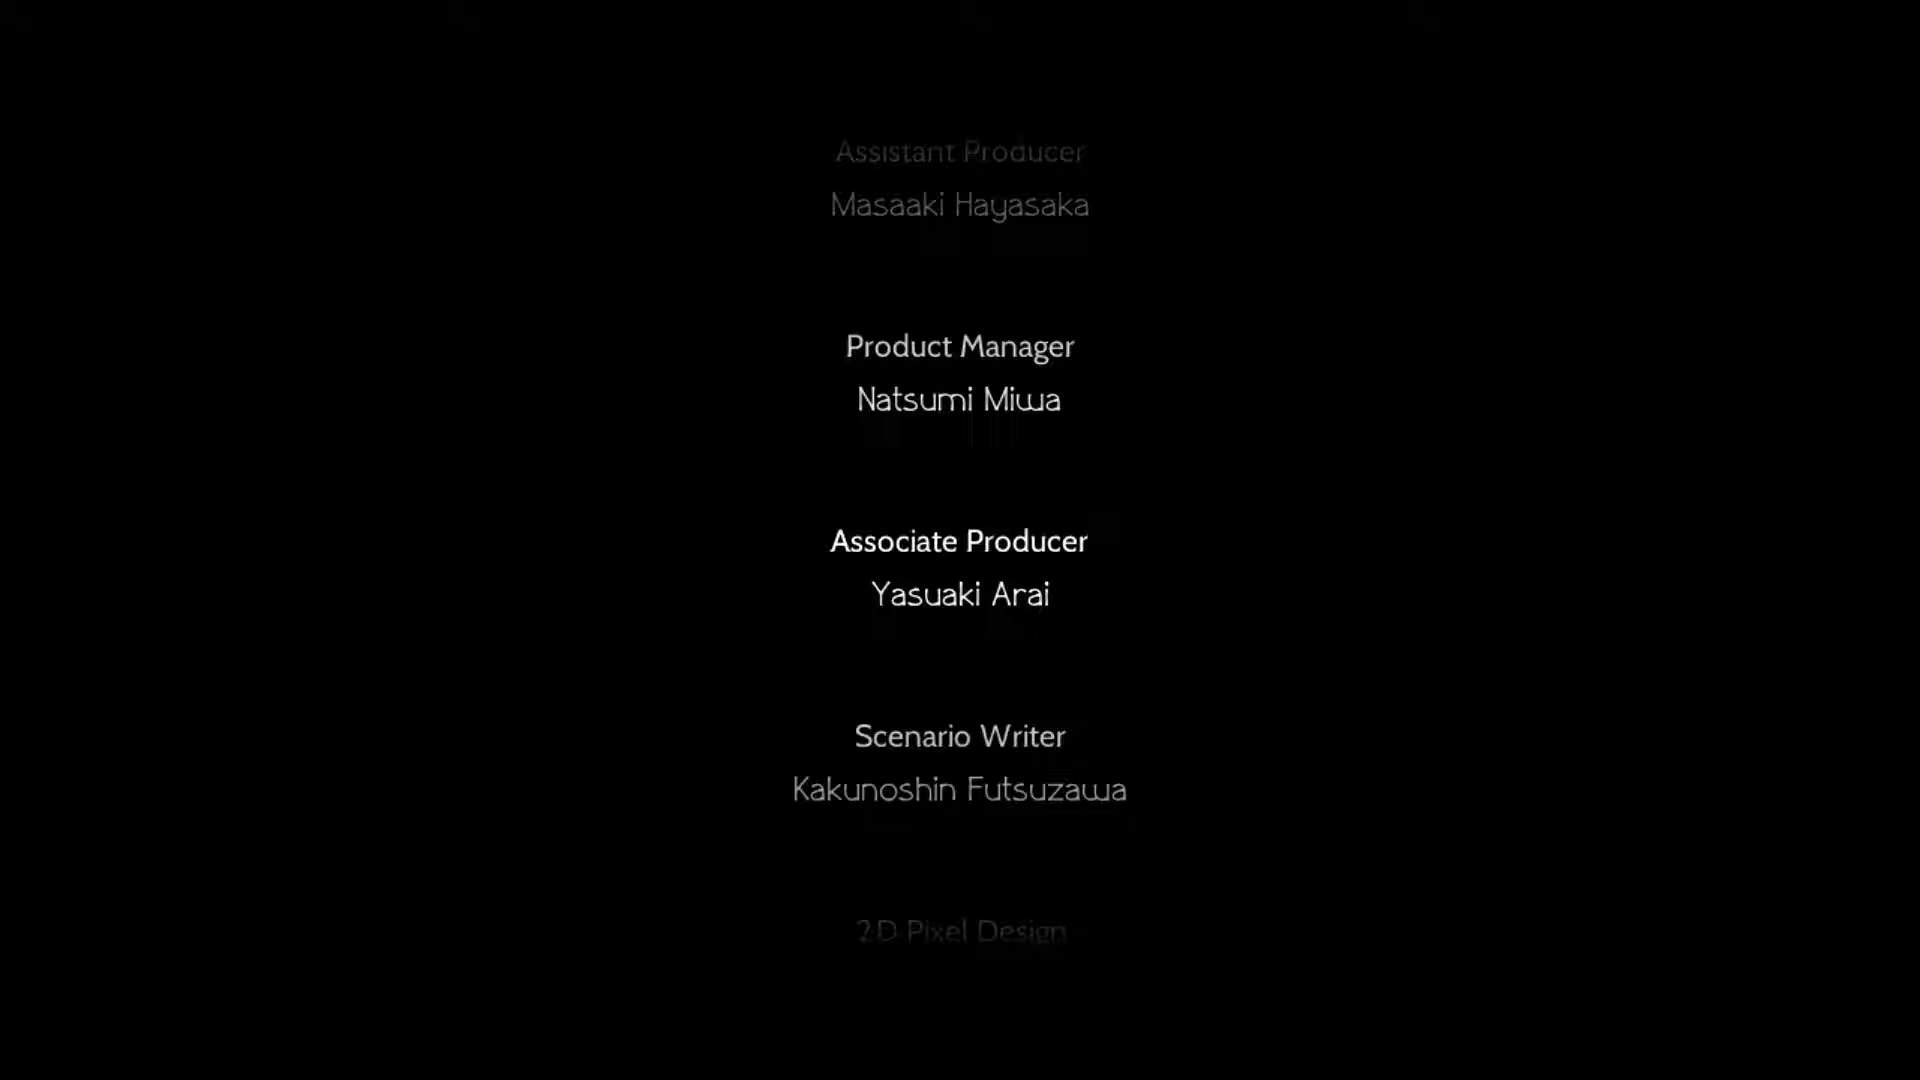 Assistant Producer
Masaaki Hayasaka
Product Manager
Natsumi Miwa
Associate Producer
Yasuaki Arai
Scenario Writer
Kakunoshin Futsuzawa
2D Pixel Design